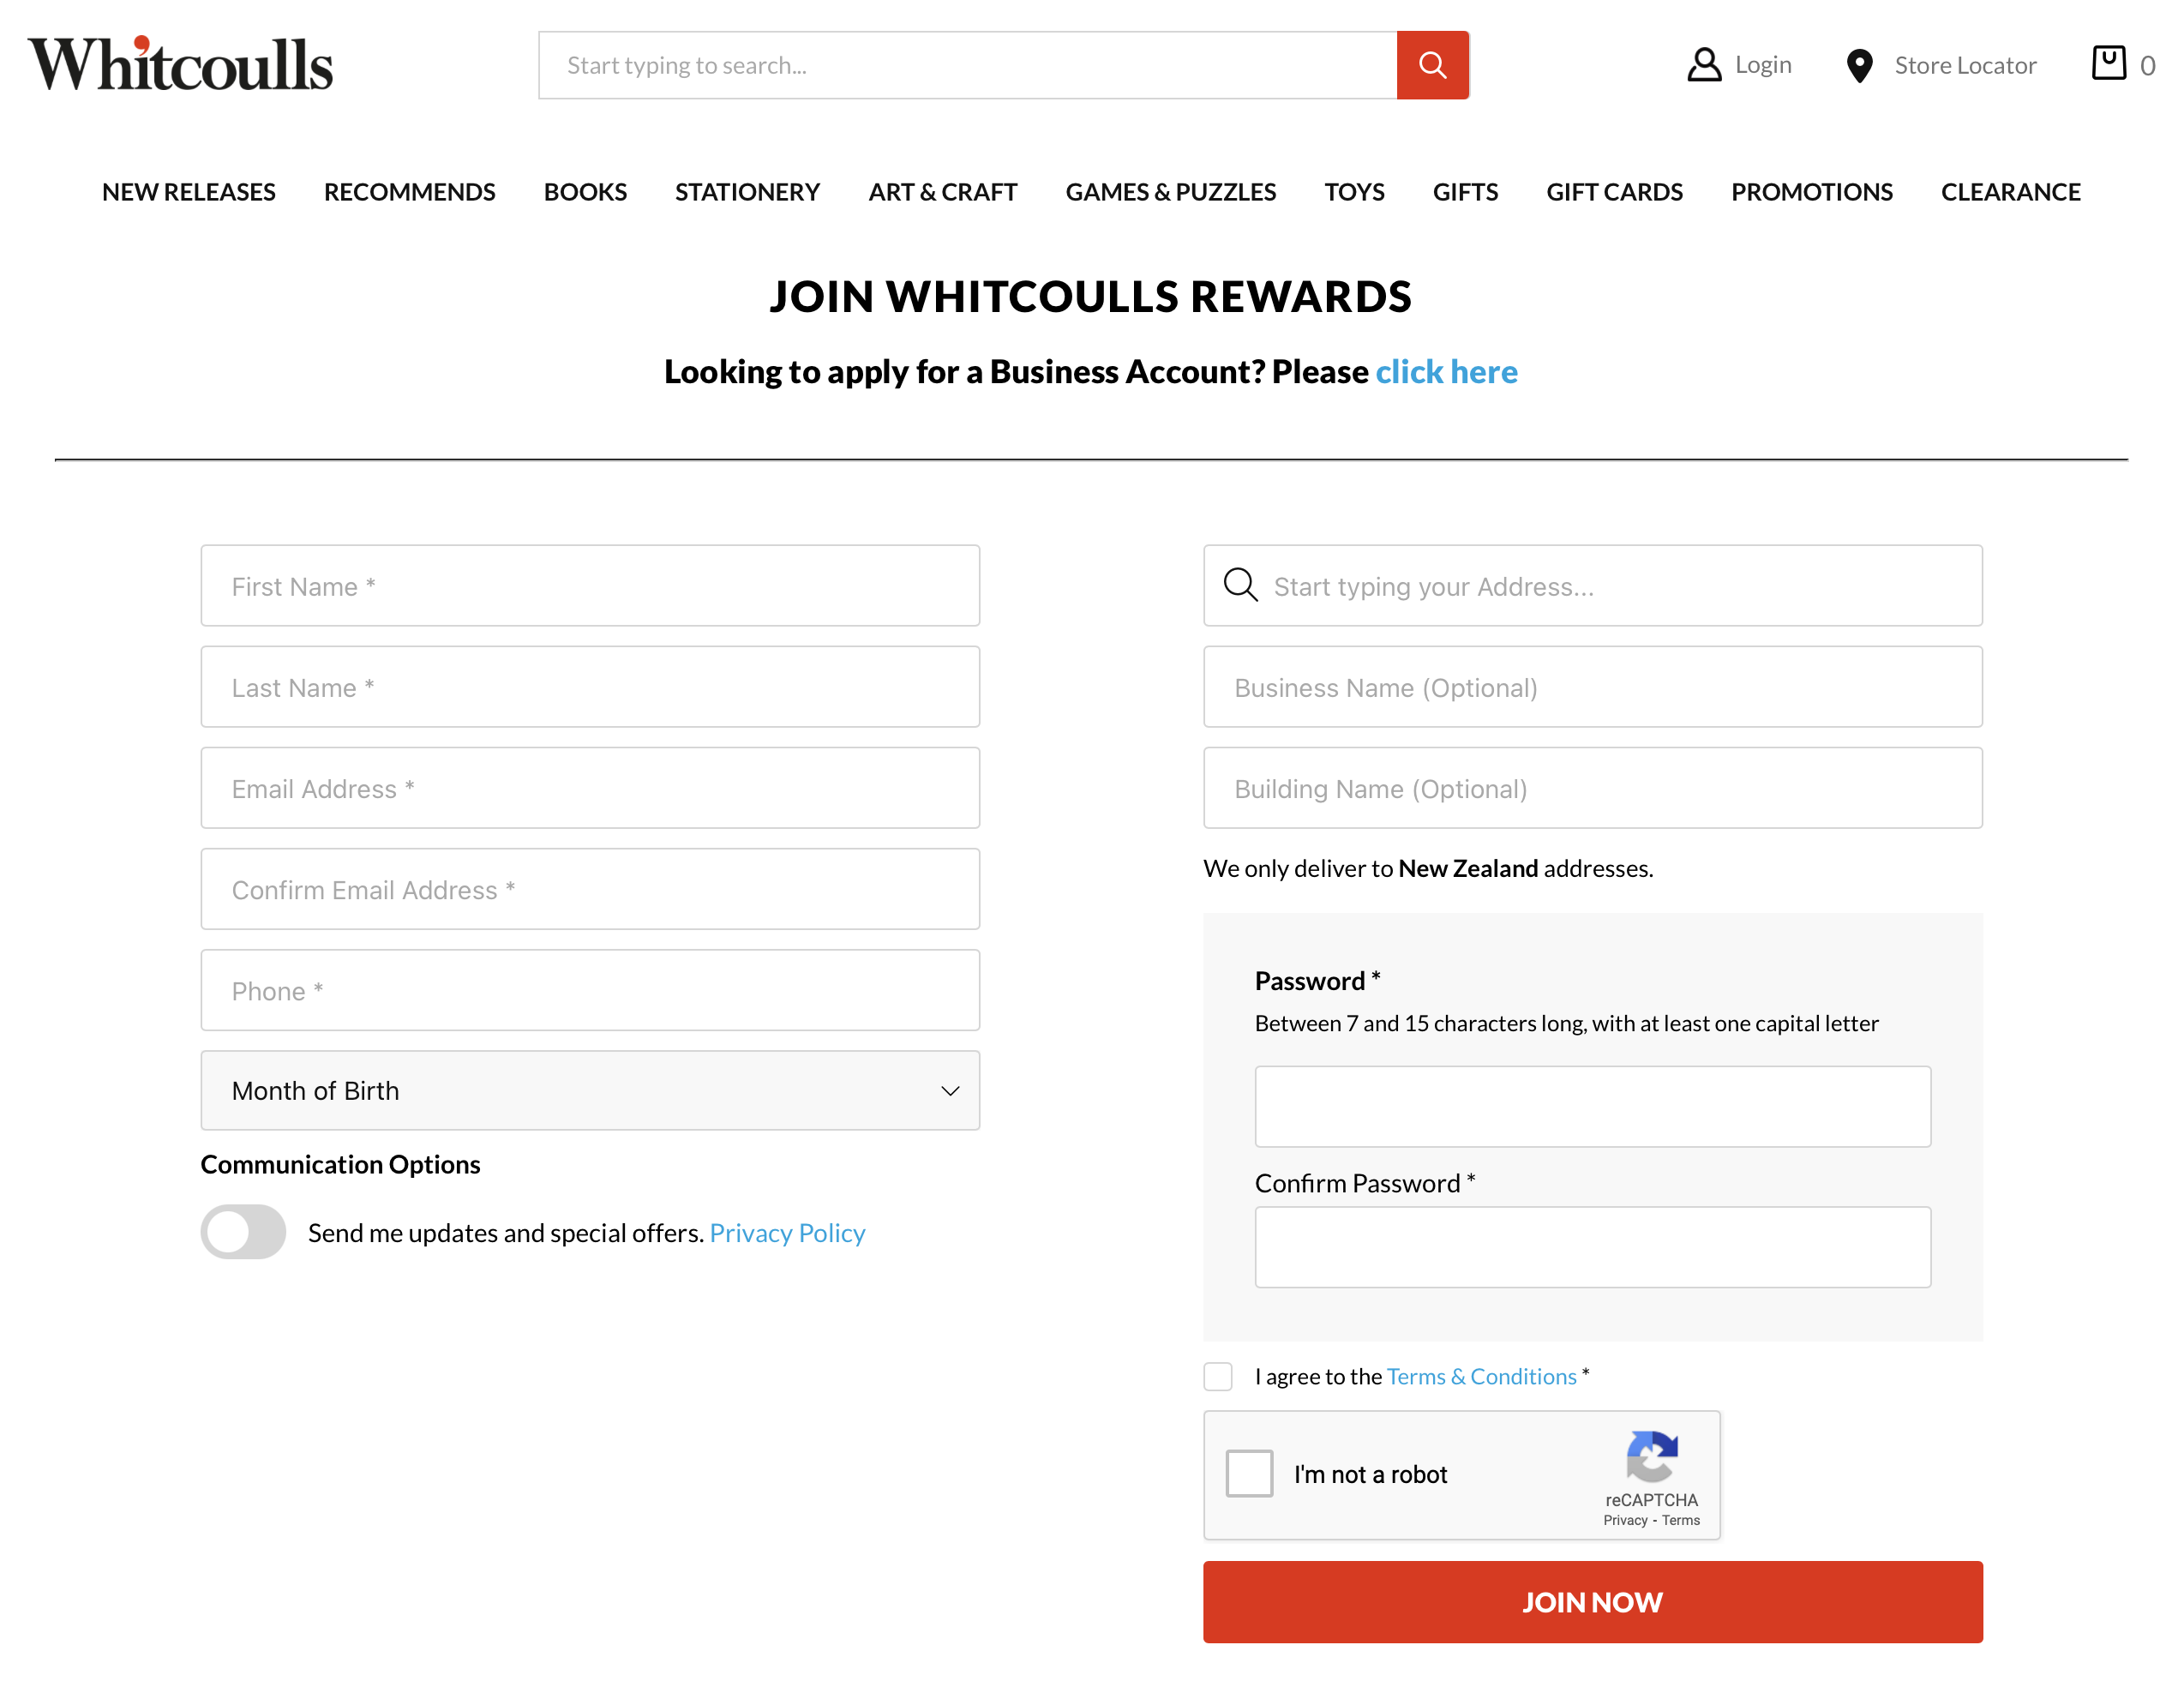 Whitcoulls
Start typing to search...
Login
Store Locator
0
NEW RELEASES RECOMMENDS BOOKS STATIONERY ART & CRAFT GAMES & PUZZLES TOYS GIFTS GIFT CARDS PROMOTIONS CLEARANCE
JOIN WHITCOULLS REWARDS
Looking to apply for a Business Account? Please click here
First Name *
Last Name *
Email Address *
Confirm Email Address *
Phone *
Month of Birth
Communication Options
Send me updates and special offers. Privacy Policy
Start typing your Address...
Business Name (Optional)
Building Name (Optional)
We only deliver to New Zealand addresses.
Password *
Between 7 and 15 characters long, with at least one capital letter
Confirm Password *
I agree to the Terms & Conditions *
I'm not a robot
reCAPTCHA
Privacy - Terms
JOIN NOW